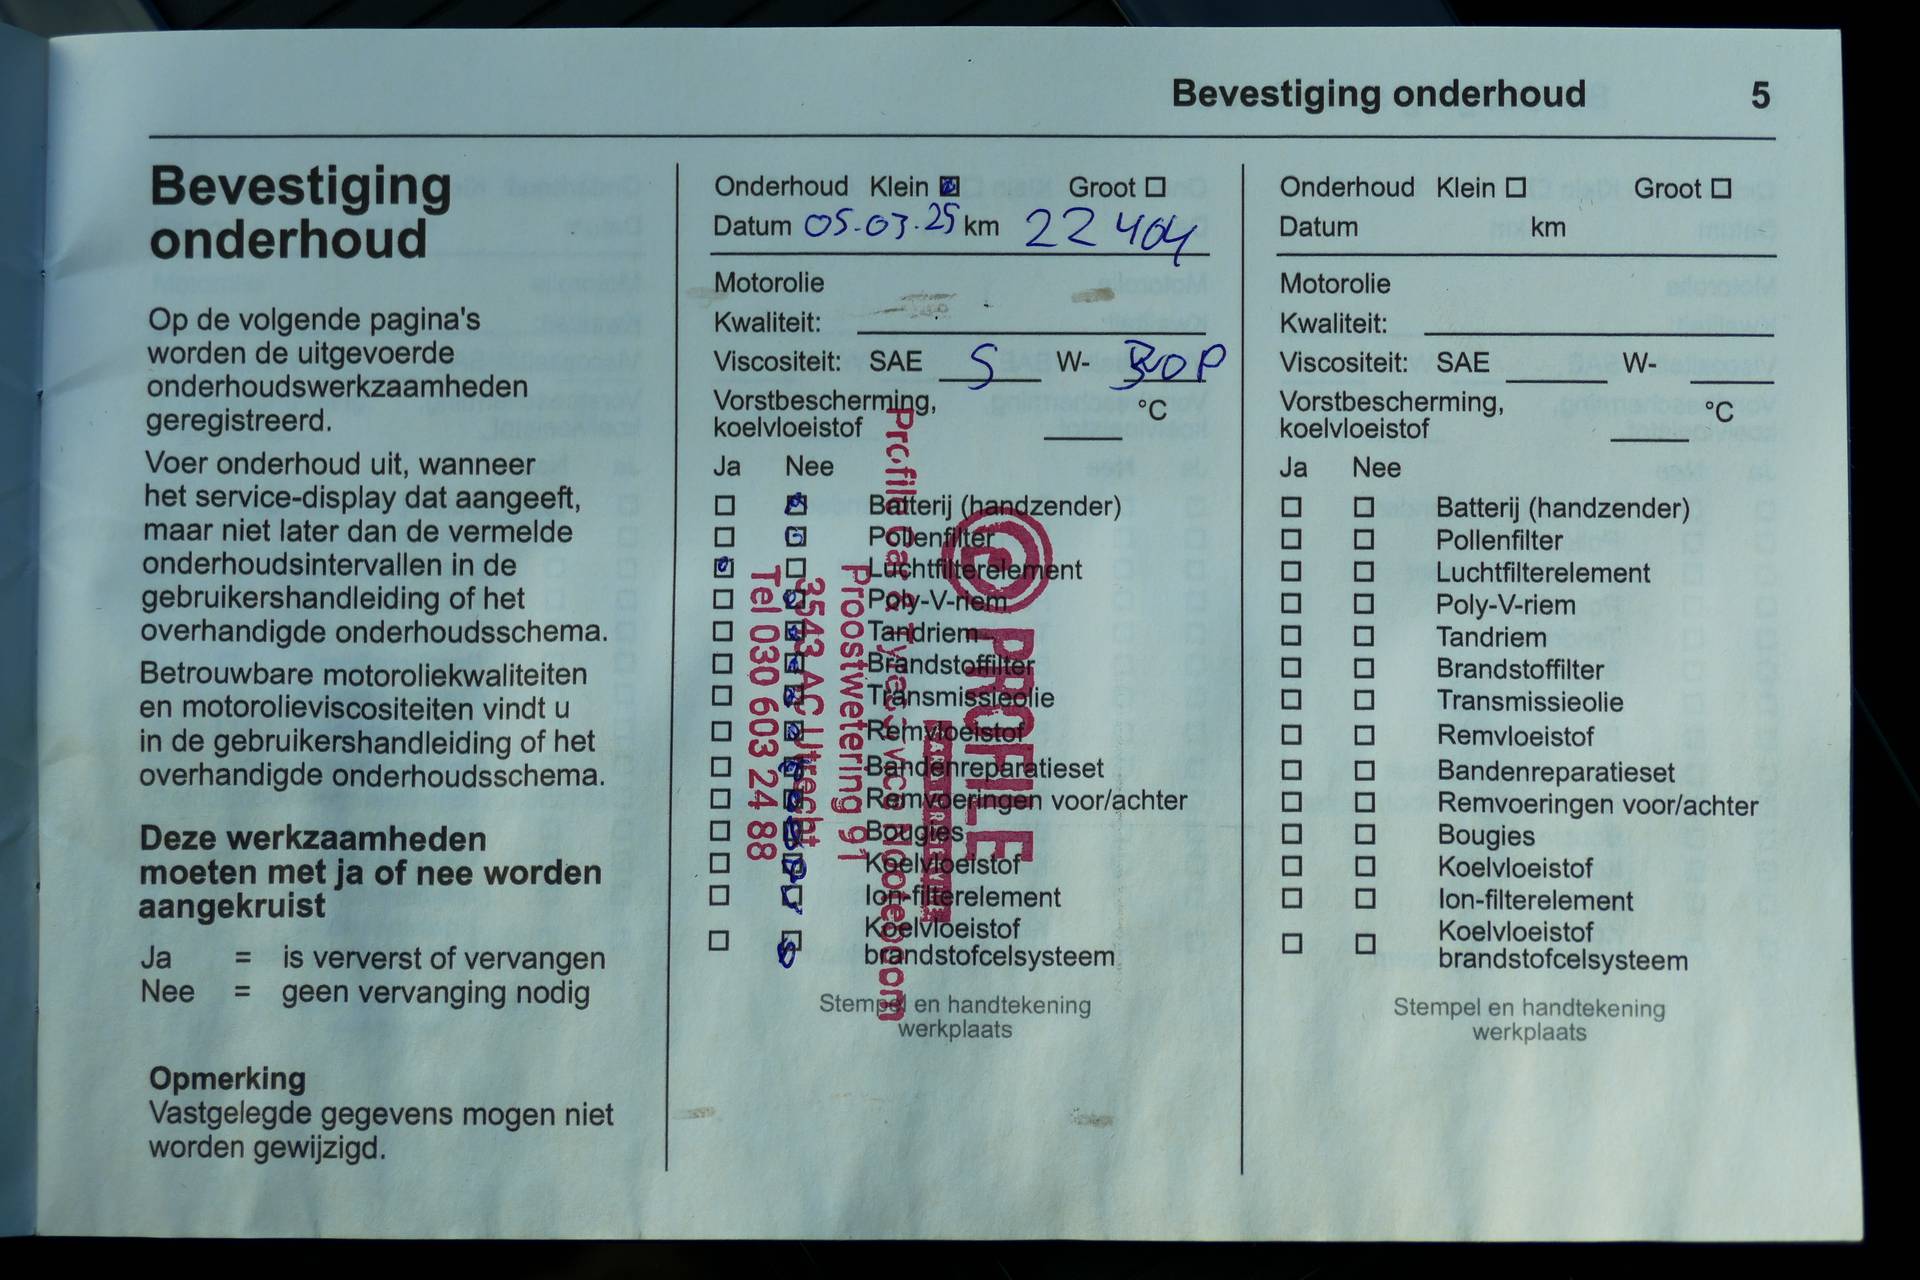 Bevestiging onderhoud 5
Bevestiging
onderhoud
Op de volgende pagina's
worden de uitgevoerde
onderhoudswerkzaamheden
geregistreerd.
Voer onderhoud uit, wanneer
het service-display dat aangeeft,
maar niet later dan de vermelde
onderhoudsintervallen in de
gebruikershandleiding of het
overhandigde onderhoudsschema.
Betrouwbare motoroliekwaliteiten
en motorolieviscositeiten vindt u
in de gebruikershandleiding of het
overhandigde onderhoudsschema.
Deze werkzaamheden
moeten met ja of nee worden
aangekruist
Ja = is ververst of vervangen
Nee = geen vervanging nodig
Opmerking
Vastgelegde gegevens mogen niet
worden gewijzigd.
Onderhoud Klein Groot
Datum 05-03-25 km 22404
Motorolie
Kwaliteit:
Viscositeit: SAE 5 W- 30 P
Vorstbescherming, °C
koelvloeistof
Ja Nee
Batterij (handzender)
Pollenfilter
Luchtfilterelement
Poly-V-riem
Tandriem
Brandstoffilter
Transmissieolie
Remvloeistof
Bandenreparatieset
Remvoeringen voor/achter
Bougies
Koelvloeistof
Ion-filterelement
Koelvloeistof
brandstofcelsysteem
Stempel en handtekening
werkplaats
PROFILE
Profile Car & Tyreservice Nooteboom
Proostwetering 91
3543 AC Utrecht
Tel 030 603 24 88
Onderhoud Klein Groot
Datum km
Motorolie
Kwaliteit:
Viscositeit: SAE W-
Vorstbescherming, °C
koelvloeistof
Ja Nee
Batterij (handzender)
Pollenfilter
Luchtfilterelement
Poly-V-riem
Tandriem
Brandstoffilter
Transmissieolie
Remvloeistof
Bandenreparatieset
Remvoeringen voor/achter
Bougies
Koelvloeistof
Ion-filterelement
Koelvloeistof
brandstofcelsysteem
Stempel en handtekening
werkplaats